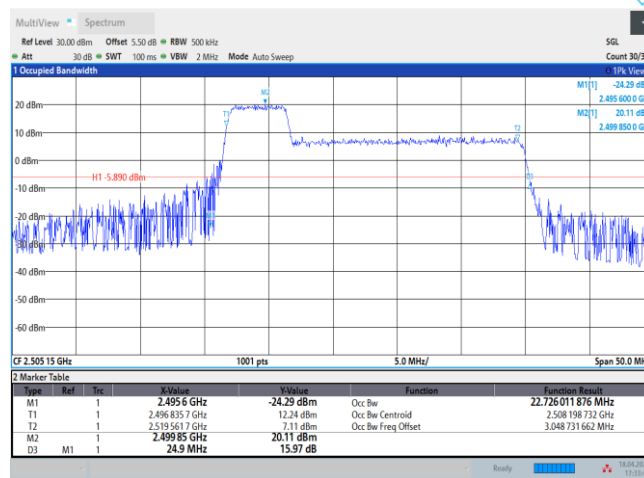 MultiView Spectrum
Ref Level 30.00 dBm Offset 5.50 dB RBW 500 kHz SGL
Att 30 dB SWT 100 ms VBW 2 MHz Mode Auto Sweep Count 30/3
1 Occupied Bandwidth 1Pk View
M1[1] -24.29 dB
2.495 600 0 G
M2[1] 20.11 dB
2.499 850 0 G
M2
20 dBm
T1
T2
10 dBm
0 dBm
H1 -5.890 dBm
-10 dBm
-20 dBm
-30 dBm
-40 dBm
-50 dBm
-60 dBm
CF 2.505 15 GHz 1001 pts 5.0 MHz/ Span 50.0 MH
2 Marker Table
Type Ref Trc X-Value Y-Value Function Function Result
M1 1 2.495 6 GHz -24.29 dBm Occ Bw 22.726 011 876 MHz
T1 1 2.496 835 7 GHz 12.24 dBm Occ Bw Centroid 2.508 198 732 GHz
T2 1 2.519 561 7 GHz 7.11 dBm Occ Bw Freq Offset 3.048 731 662 MHz
M2 1 2.499 85 GHz 20.11 dBm
D3 M1 1 24.9 MHz 15.97 dB
Ready 18.04.20